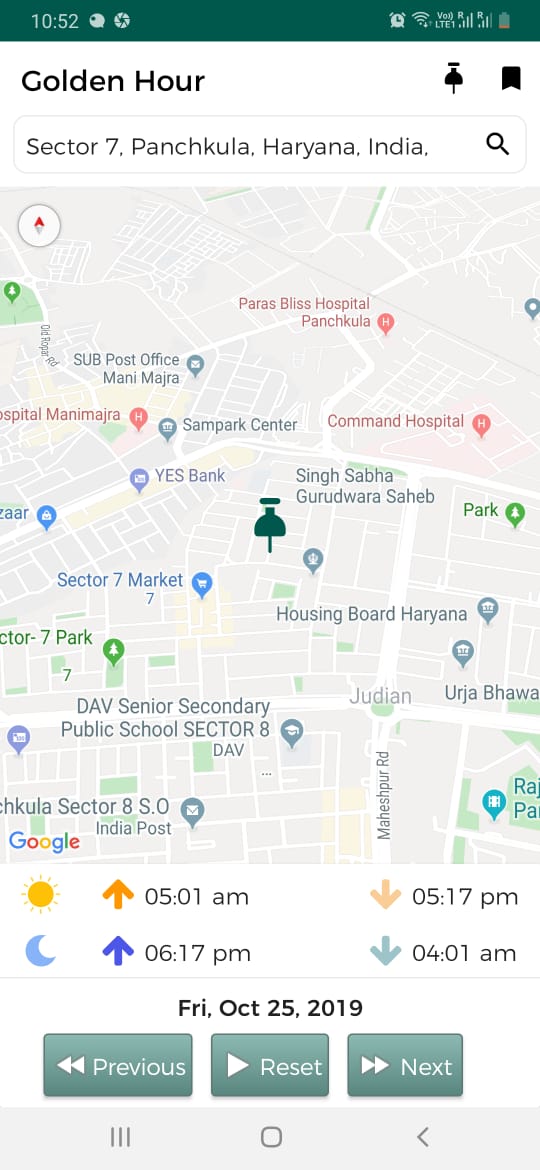 10:52
Vo)) R R
LTE1
Golden Hour
Sector 7, Panchkula, Haryana, India,
Paras Bliss Hospital
Panchkula
Old Ropar Rd
SUB Post Office
Mani Majra
ospital Manimajra
Sampark Center
Command Hospital
YES Bank
Singh Sabha
Gurudwara Saheb
zaar
Park
Sector 7 Market
7
Housing Board Haryana
ctor- 7 Park
7
Judian
Urja Bhawa
DAV Senior Secondary
Public School SECTOR 8
DAV
...
Maheshpur Rd
Raj
Par
chkula Sector 8 S.O
India Post
Google
05:01 am 05:17 pm
06:17 pm 04:01 am
Fri, Oct 25, 2019
Previous Reset Next